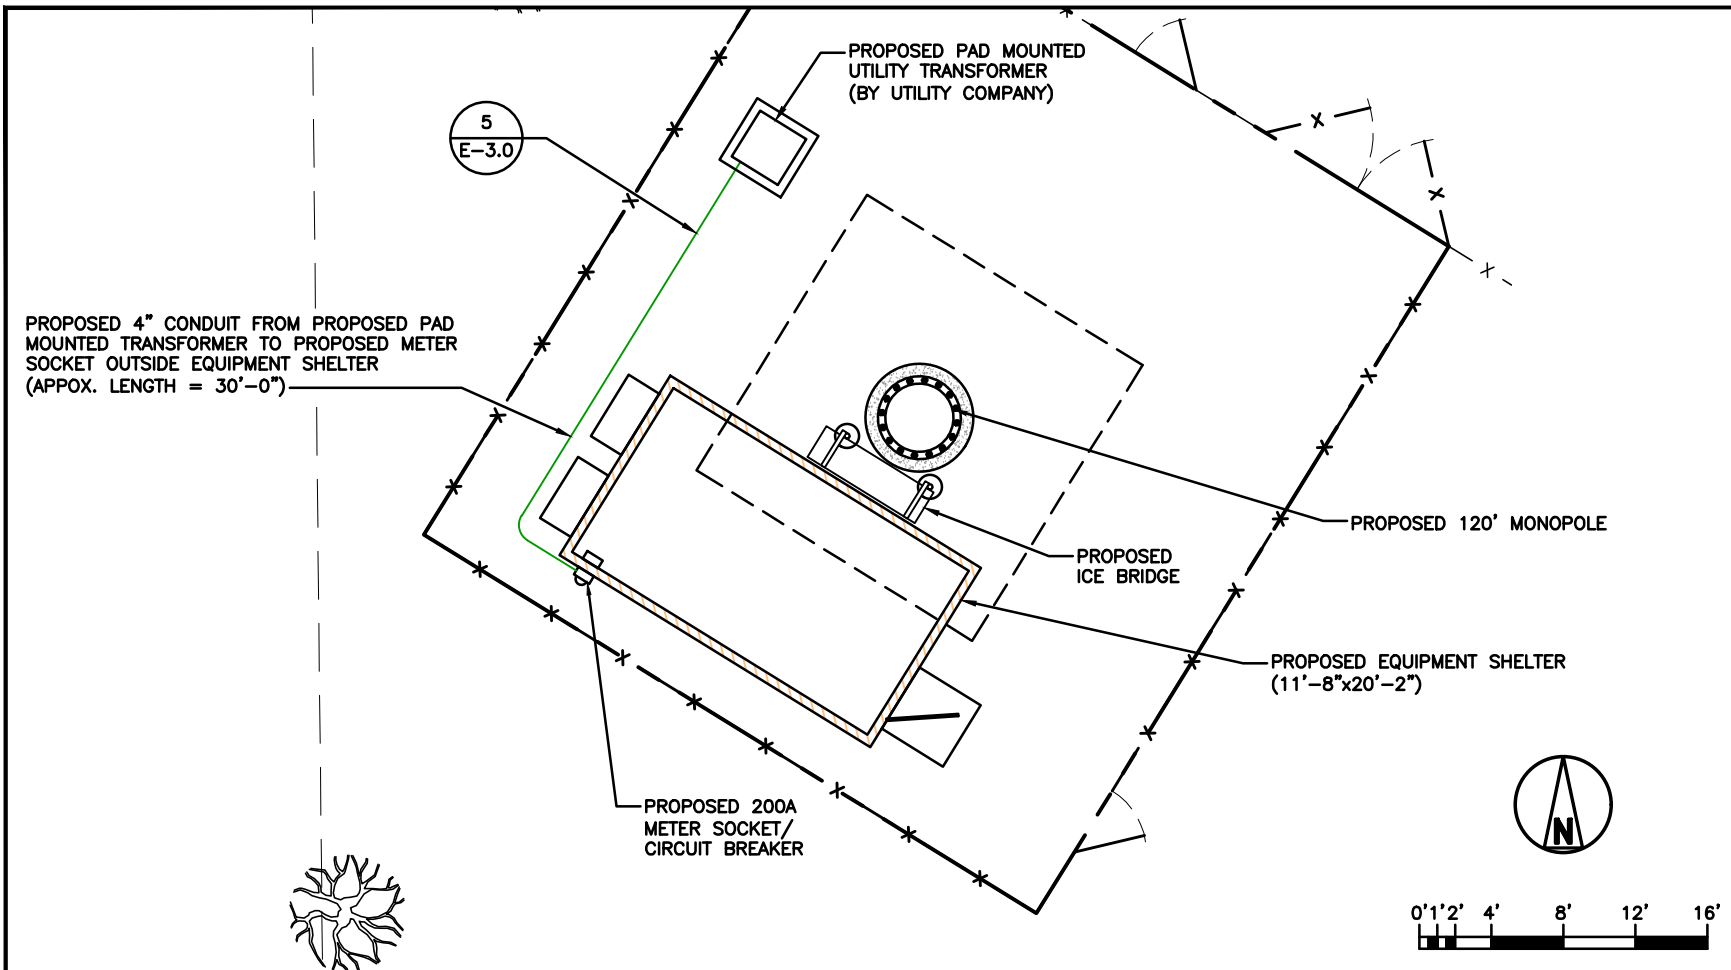 PROPOSED PAD MOUNTED
UTILITY TRANSFORMER
(BY UTILITY COMPANY)
5
E-3.0
PROPOSED 4" CONDUIT FROM PROPOSED PAD
MOUNTED TRANSFORMER TO PROPOSED METER
SOCKET OUTSIDE EQUIPMENT SHELTER
(APPOX. LENGTH = 30'-0")
PROPOSED 120' MONOPOLE
PROPOSED
ICE BRIDGE
PROPOSED EQUIPMENT SHELTER
(11'-8"x20'-2")
PROPOSED 200A
METER SOCKET/
CIRCUIT BREAKER
N
0' 1' 2' 4' 8' 12' 16'